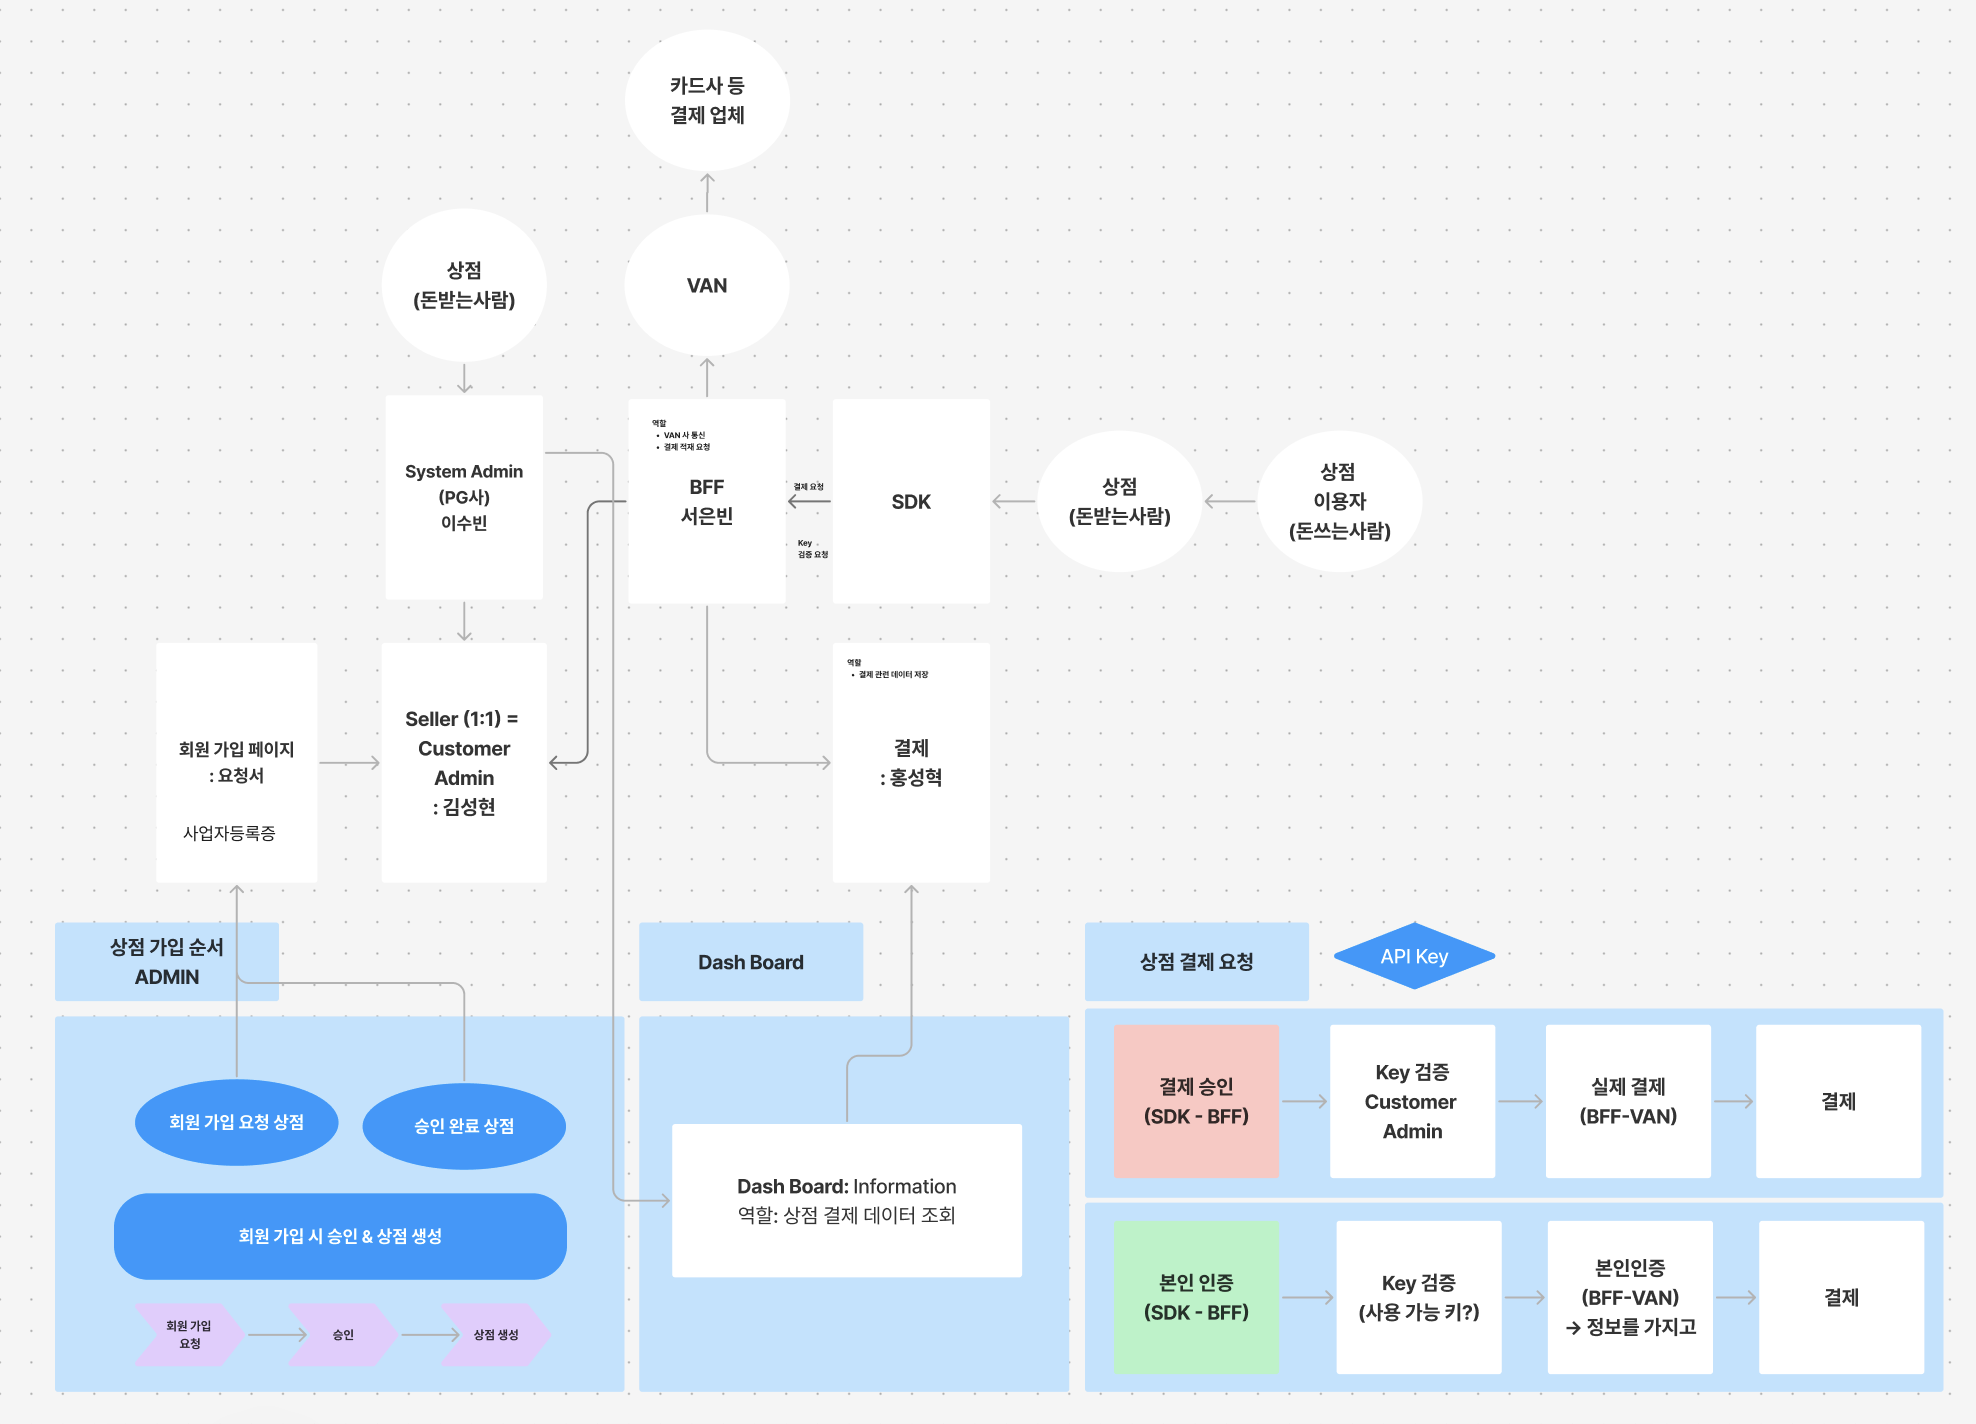 카드사 등
결제 업체
상점
(돈받는사람)
VAN
System Admin
(PG사)
이수빈
역할
• VAN 사 통신
• 결제 적재 요청
BFF
서은빈
결제 요청
Key
검증 요청
SDK
상점
(돈받는사람)
상점
이용자
(돈쓰는사람)
회원 가입 페이지
: 요청서
사업자등록증
Seller (1:1) =
Customer
Admin
: 김성현
역할
• 결제 관련 데이터 저장
결제
: 홍성혁
상점 가입 순서
ADMIN
회원 가입 요청 상점
승인 완료 상점
회원 가입 시 승인 & 상점 생성
회원 가입
요청
승인
상점 생성
Dash Board
Dash Board: Information
역할: 상점 결제 데이터 조회
상점 결제 요청
API Key
결제 승인
(SDK - BFF)
Key 검증
Customer
Admin
실제 결제
(BFF-VAN)
결제
본인 인증
(SDK - BFF)
Key 검증
(사용 가능 키?)
본인인증
(BFF-VAN)
→ 정보를 가지고
결제